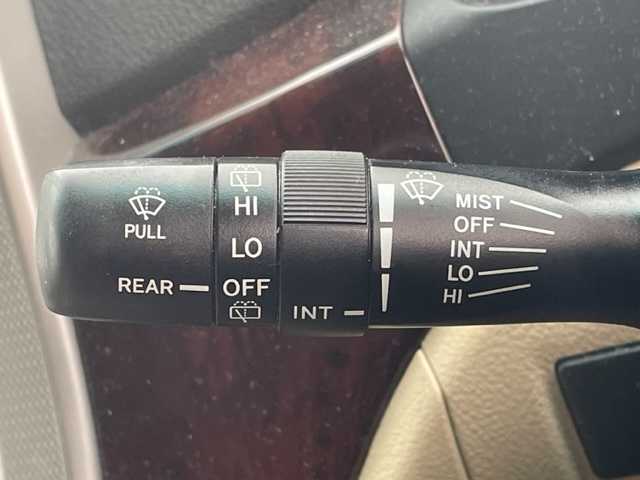 PULL
REAR
HI
LO
OFF
INT
MIST
OFF
INT
LO
HI